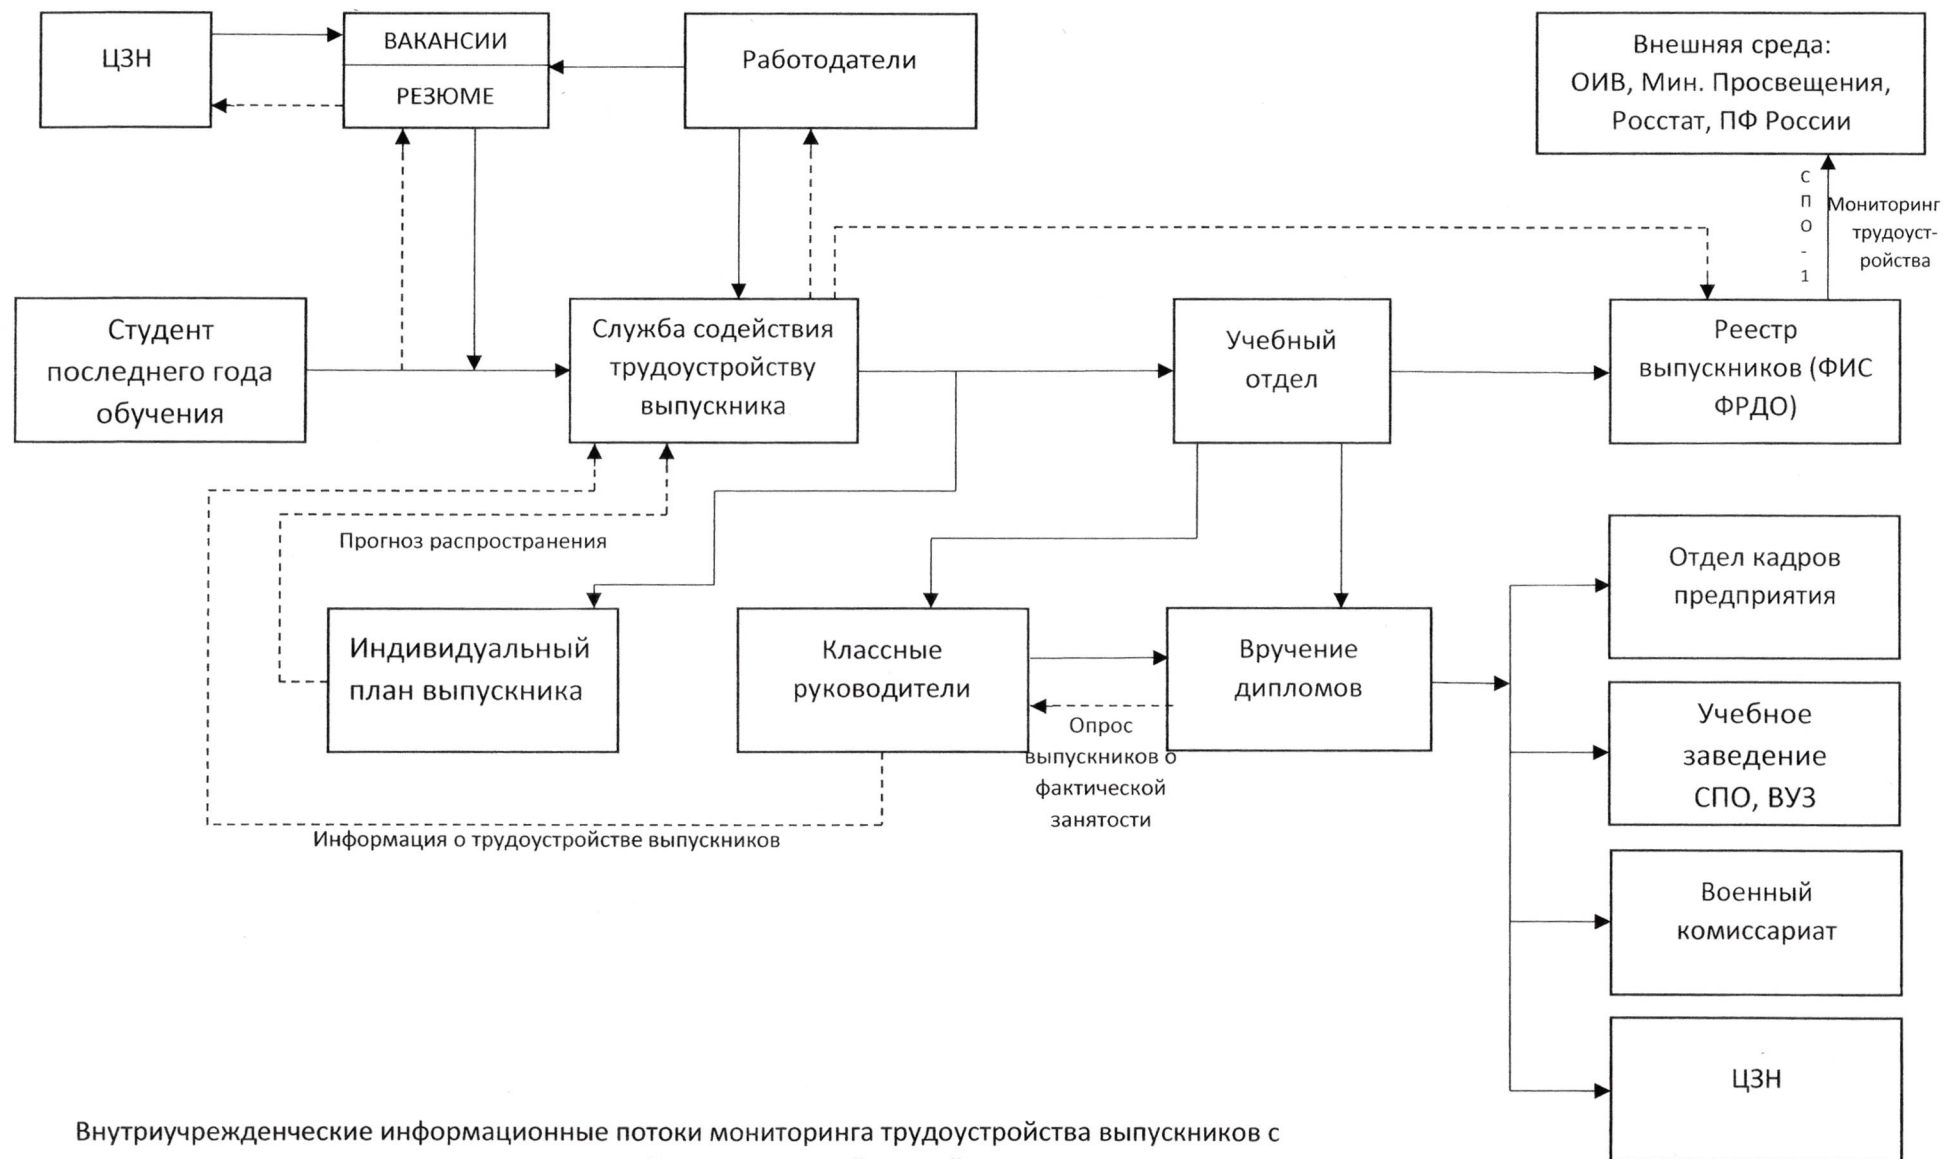 ЦЗН
ВАКАНСИИ
РЕЗЮМЕ
Работодатели
Внешняя среда:
ОИВ, Мин. Просвещения,
Росстат, ПФ России
С
П
О
-
1
Мониторинг
трудоуст-
ройства
Студент
последнего года
обучения
Служба содействия
трудоустройству
выпускника
Учебный
отдел
Реестр
выпускников (ФИС
ФРДО)
Прогноз распространения
Индивидуальный
план выпускника
Классные
руководители
Вручение
дипломов
Опрос
выпускников о
фактической
занятости
Информация о трудоустройстве выпускников
Отдел кадров
предприятия
Учебное
заведение
СПО, ВУЗ
Военный
комиссариат
ЦЗН
Внутриучрежденческие информационные потоки мониторинга трудоустройства выпускников с